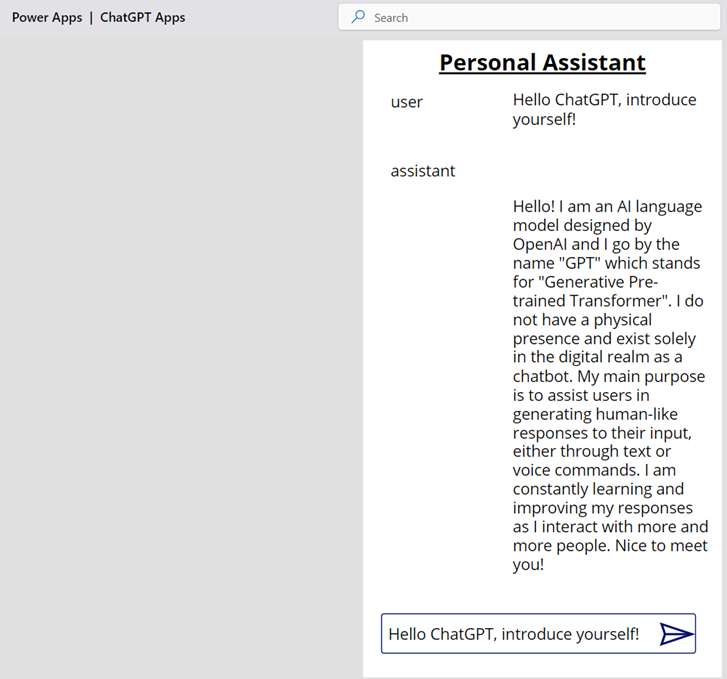 Power Apps | ChatGPT Apps
Search
Personal Assistant
user
Hello ChatGPT, introduce
yourself!
assistant
Hello! I am an AI language
model designed by
OpenAI and I go by the
name "GPT" which stands
for "Generative Pre-
trained Transformer". I do
not have a physical
presence and exist solely
in the digital realm as a
chatbot. My main purpose
is to assist users in
generating human-like
responses to their input,
either through text or
voice commands. I am
constantly learning and
improving my responses
as I interact with more and
more people. Nice to meet
you!
Hello ChatGPT, introduce yourself!